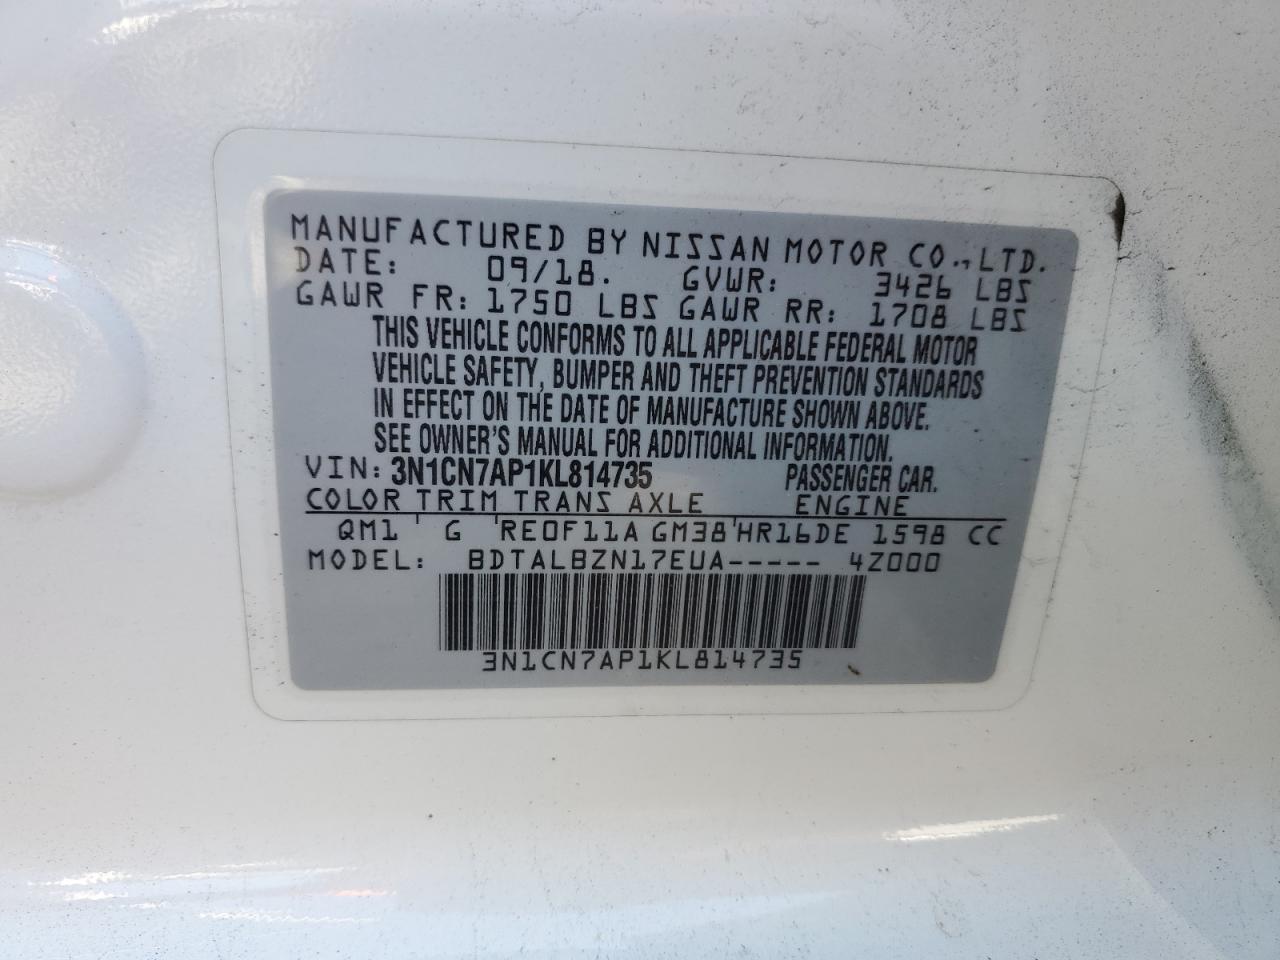 MANUFACTURED BY NISSAN MOTOR CO., LTD.
DATE: 09/18. GVWR: 3426 LBS
GAWR FR: 1750 LBS GAWR RR: 1708 LBS
THIS VEHICLE CONFORMS TO ALL APPLICABLE FEDERAL MOTOR
VEHICLE SAFETY, BUMPER AND THEFT PREVENTION STANDARDS
IN EFFECT ON THE DATE OF MANUFACTURE SHOWN ABOVE.
SEE OWNER'S MANUAL FOR ADDITIONAL INFORMATION.
VIN: 3N1CN7AP1KL814735 PASSENGER CAR.
COLOR TRIM TRANS AXLE ENGINE
QM1 ' G 'RE0F11A GM38'HR16DE 1598 CC
MODEL: BDTALBZN17EUA----- 4Z000
3N1CN7AP1KL814735